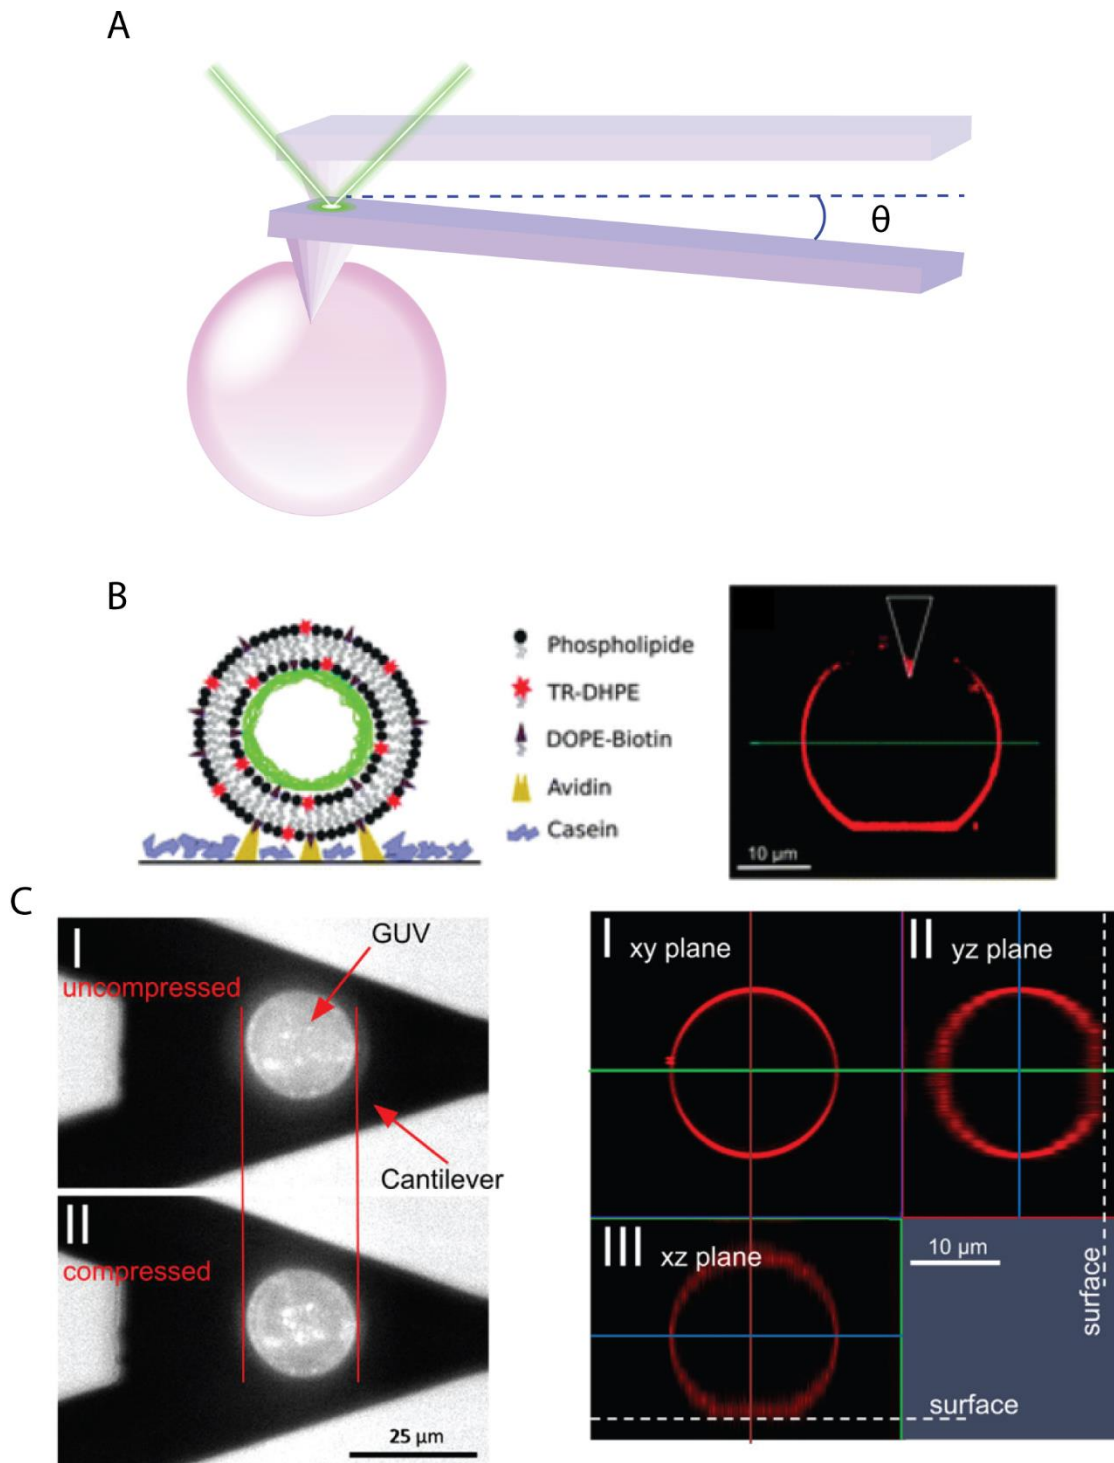 A
θ
B
Phospholipide
TR-DHPE
DOPE-Biotin
Avidin
Casein
10 µm
C
I
uncompressed
GUV
Cantilever
II
compressed
25 µm
I xy plane
II yz plane
III xz plane
10 µm
surface
surface